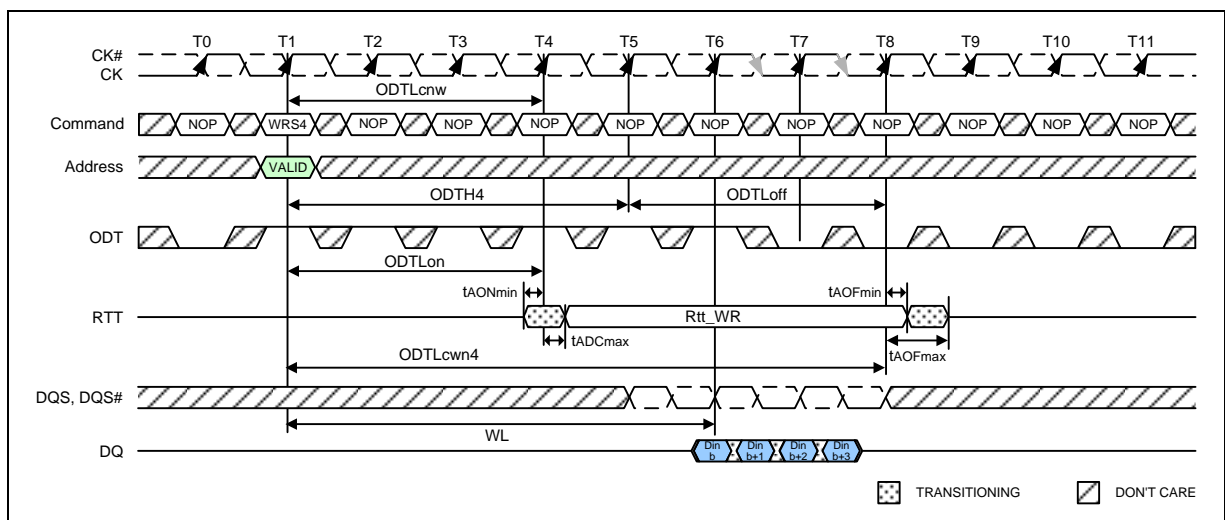 T0 T1 T2 T3 T4 T5 T6 T7 T8 T9 T10 T11
CK#
CK
ODTLcnw
Command NOP WRS4 NOP NOP NOP NOP NOP NOP NOP NOP NOP NOP
Address VALID
ODTH4 ODTLoff
ODT
ODTLon
tAONmin tAOFmin
RTT Rtt_WR
tADCmax tAOFmax
ODTLcwn4
DQS, DQS#
WL
DQ Din b Din b+1 Din b+2 Din b+3
TRANSITIONING DON'T CARE